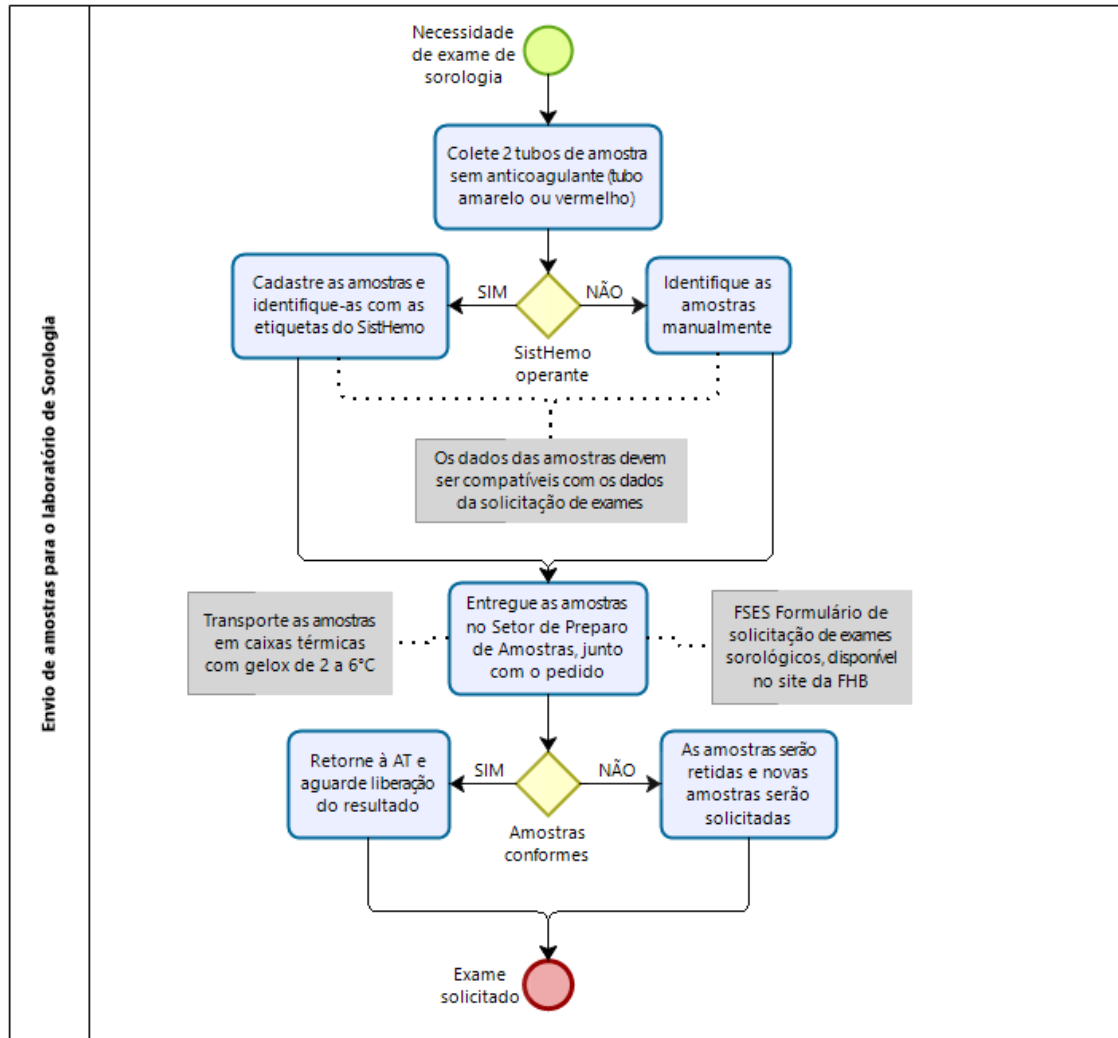 Envio de amostras para o laboratório de Sorologia
Necessidade
de exame de
sorologia
Colete 2 tubos de amostra
sem anticoagulante (tubo
amarelo ou vermelho)
Cadastre as amostras e
identifique-as com as
etiquetas do SistHemo
SIM
NÃO
SistHemo
operante
Identifique as
amostras
manualmente
Os dados das amostras devem
ser compatíveis com os dados
da solicitação de exames
Transporte as amostras
em caixas térmicas
com gelox de 2 a 6°C
Entregue as amostras
no Setor de Preparo
de Amostras, junto
com o pedido
FSES Formulário de
solicitação de exames
sorológicos, disponível
no site da FHB
Retorne à AT e
aguarde liberação
do resultado
SIM
NÃO
Amostras
conformes
As amostras serão
retidas e novas
amostras serão
solicitadas
Exame
solicitado